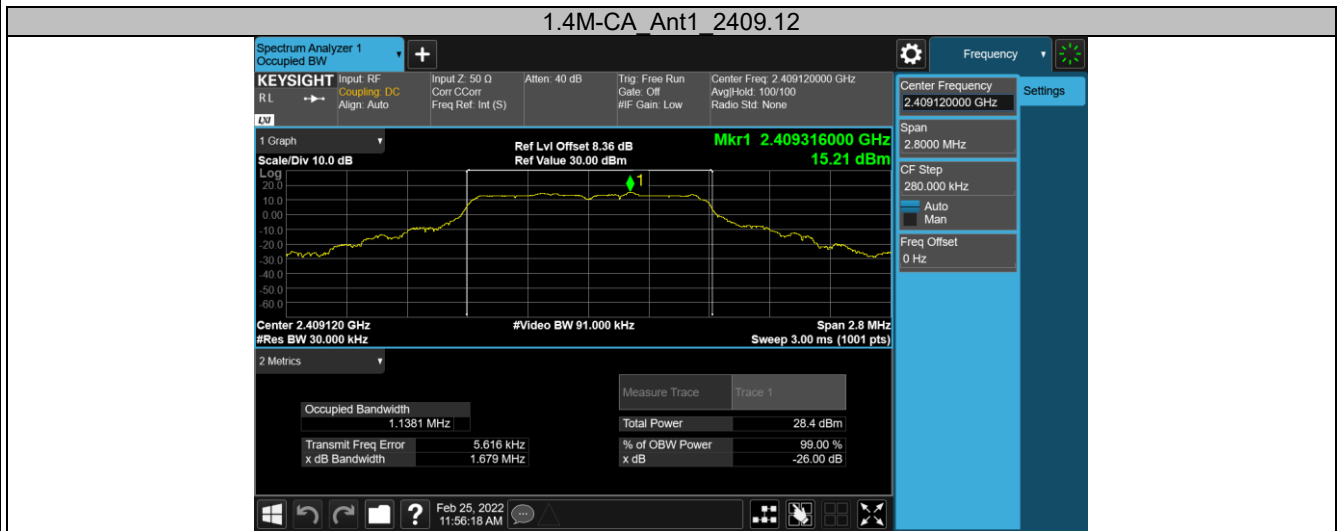 1.4M-CA_Ant1_2409.12
Spectrum Analyzer 1
Occupied BW
Frequency
KEYSIGHT
R L
LXI
Input: RF
Coupling: DC
Align: Auto
Input Z: 50 Ω
Corr CCorr
Freq Ref: Int (S)
Atten: 40 dB
Trig: Free Run
Gate: Off
#IF Gain: Low
Center Freq: 2.409120000 GHz
Avg|Hold: 100/100
Radio Std: None
Center Frequency
2.409120000 GHz
Settings
Span
2.8000 MHz
CF Step
280.000 kHz
Auto
Man
Freq Offset
0 Hz
1 Graph
Scale/Div 10.0 dB
Ref Lvl Offset 8.36 dB
Ref Value 30.00 dBm
Mkr1 2.409316000 GHz
15.21 dBm
Log
20.0
10.0
0.00
-10.0
-20.0
-30.0
-40.0
-50.0
-60.0
1
Center 2.409120 GHz
#Video BW 91.000 kHz
Span 2.8 MHz
#Res BW 30.000 kHz
Sweep 3.00 ms (1001 pts)
2 Metrics
Measure Trace
Trace 1
Occupied Bandwidth
1.1381 MHz
Total Power
28.4 dBm
Transmit Freq Error
5.616 kHz
% of OBW Power
99.00 %
x dB Bandwidth
1.679 MHz
x dB
-26.00 dB
Feb 25, 2022
11:56:18 AM